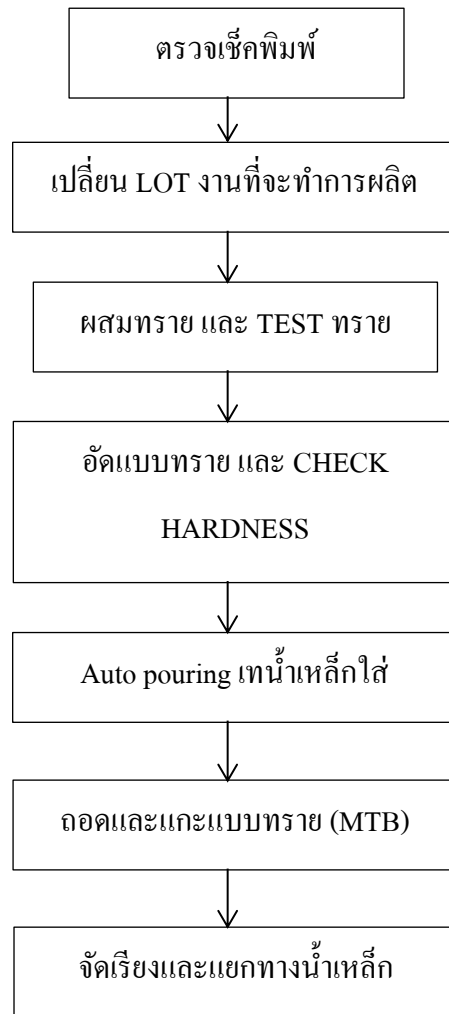 ตรวจเช็คพิมพ์
เปลี่ยน LOT งานที่จะทำการผลิต
ผสมทราย และ TEST ทราย
อัดแบบทราย และ CHECK
HARDNESS
Auto pouring เทน้ำเหล็กใส่
ถอดและแกะแบบทราย (MTB)
จัดเรียงและแยกทางน้ำเหล็ก